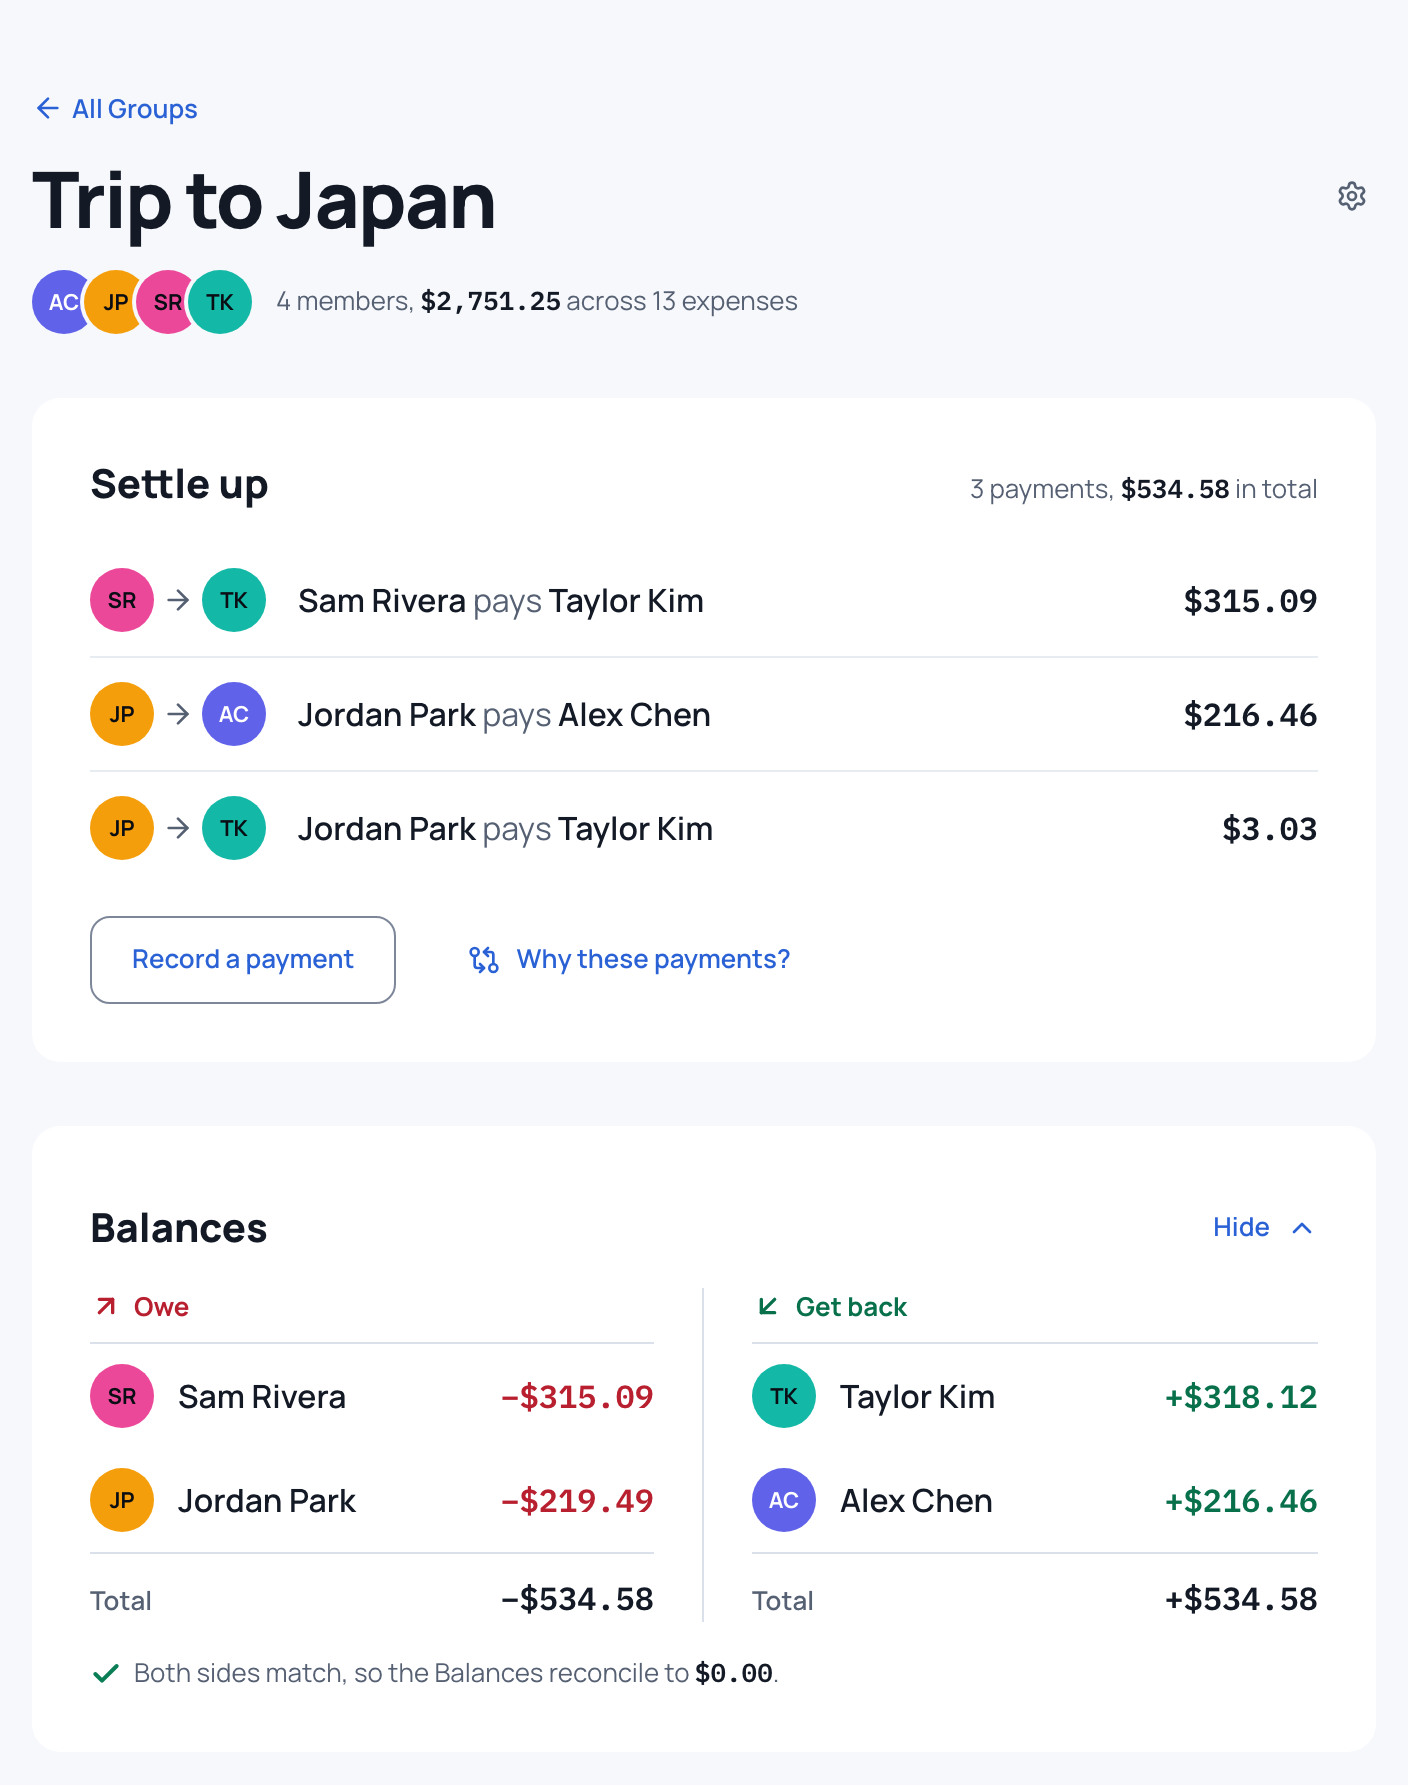 All Groups
Trip to Japan
AC JP SR TK 4 members, $2,751.25 across 13 expenses
Settle up
3 payments, $534.58 in total
SR → TK Sam Rivera pays Taylor Kim $315.09
JP → AC Jordan Park pays Alex Chen $216.46
JP → TK Jordan Park pays Taylor Kim $3.03
Record a payment
Why these payments?
Balances
Hide
Owe
SR Sam Rivera −$315.09
JP Jordan Park −$219.49
Total −$534.58
Get back
TK Taylor Kim +$318.12
AC Alex Chen +$216.46
Total +$534.58
Both sides match, so the Balances reconcile to $0.00.